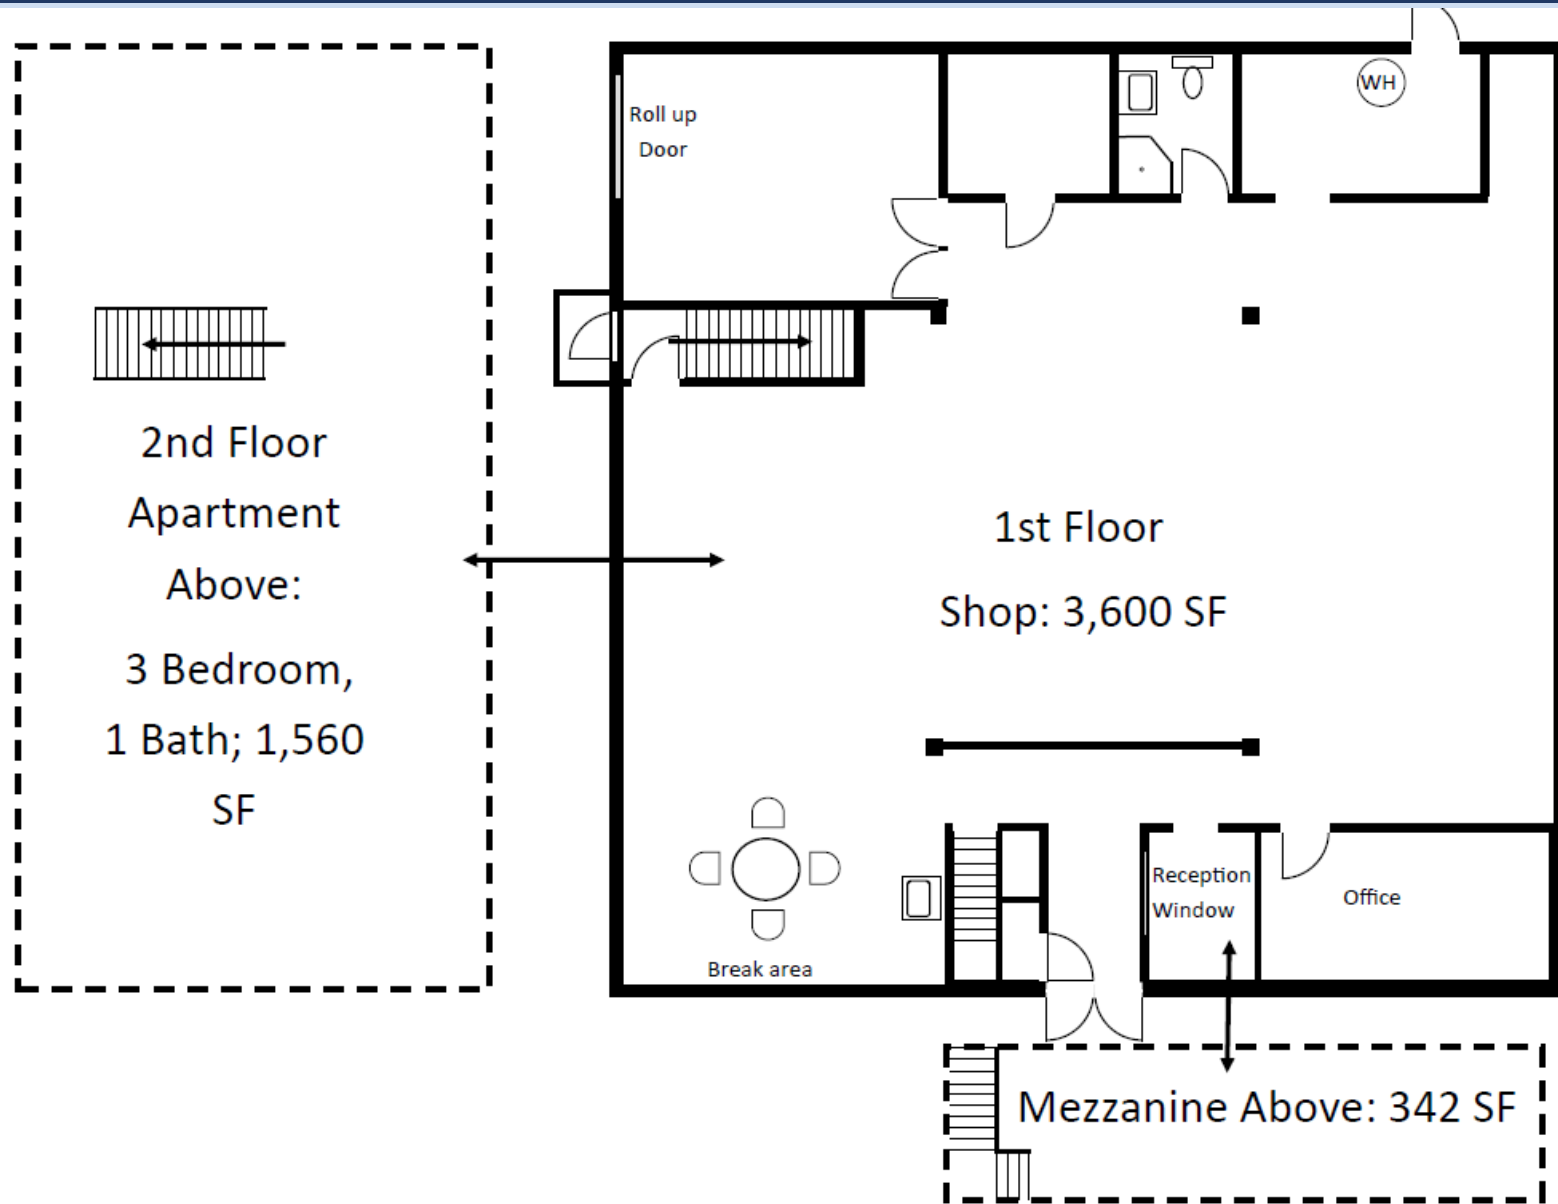 Roll up
Door
WH
2nd Floor
Apartment
Above:
3 Bedroom,
1 Bath; 1,560
SF
1st Floor
Shop: 3,600 SF
Break area
Reception
Window
Office
Mezzanine Above: 342 SF